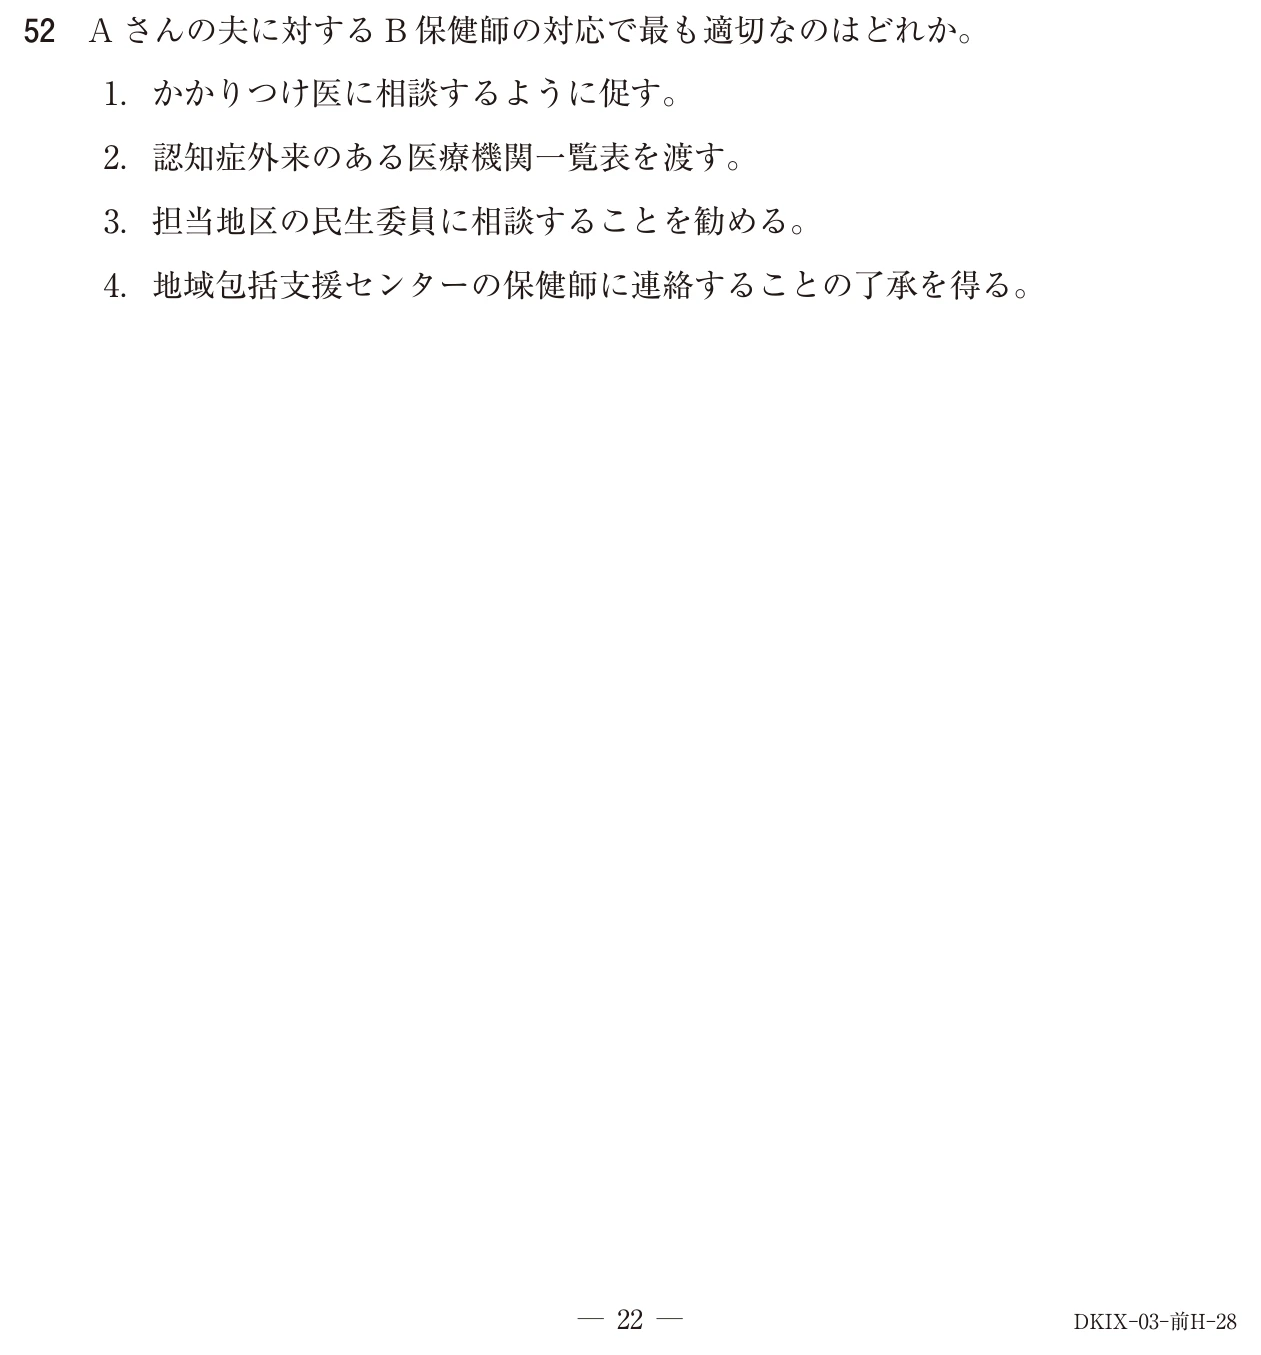 52 A さんの夫に対する B 保健師の対応で最も適切なのはどれか。
1. かかりつけ医に相談するように促す。
2. 認知症外来のある医療機関一覧表を渡す。
3. 担当地区の民生委員に相談することを勧める。
4. 地域包括支援センターの保健師に連絡することの了承を得る。
— 22 —
DKIX-03-前H-28